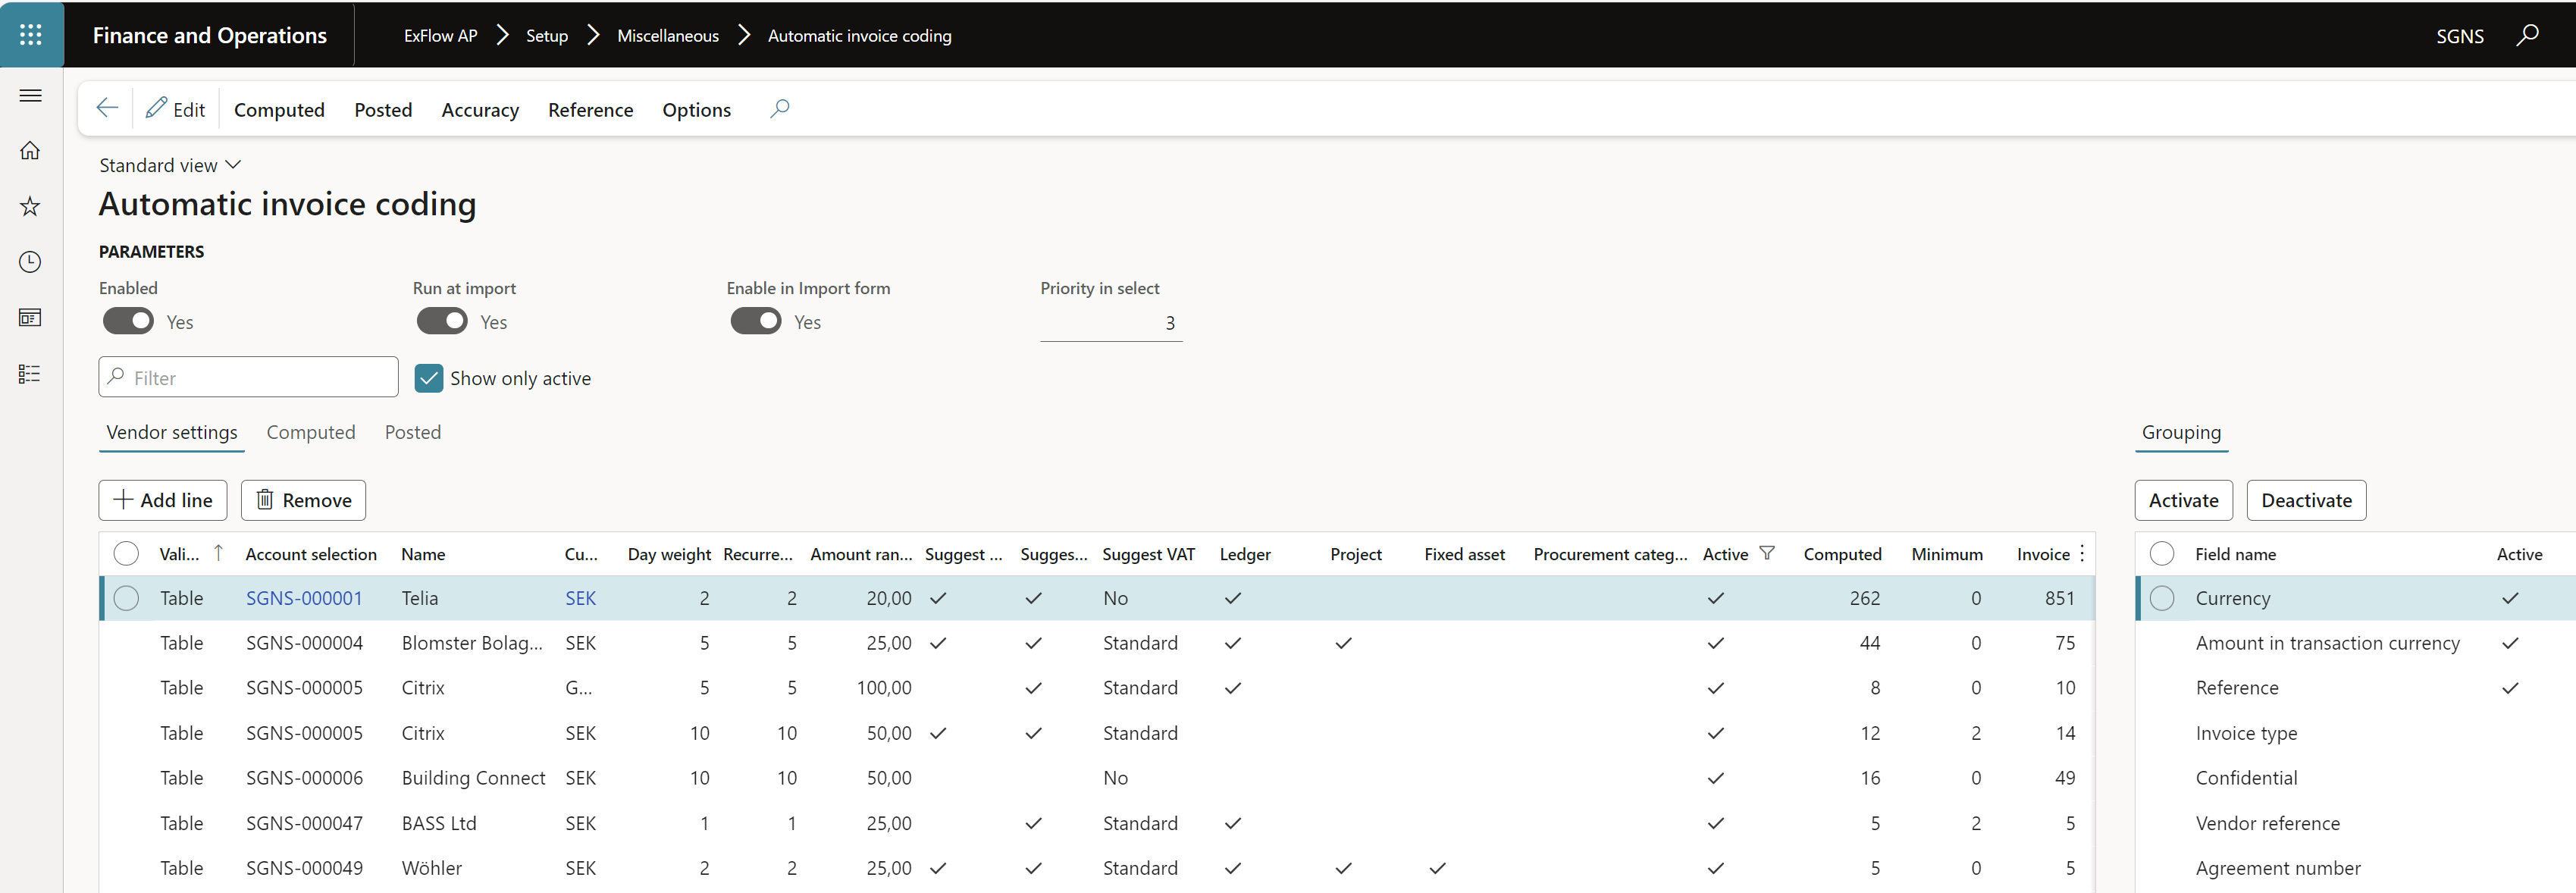 Finance and Operations
ExFlow AP > Setup > Miscellaneous > Automatic invoice coding
SGNS
Edit Computed Posted Accuracy Reference Options
Standard view
Automatic invoice coding
PARAMETERS
Enabled Run at import Enable in Import form Priority in select
Yes Yes Yes 3
Filter Show only active
Vendor settings Computed Posted Grouping
Add line Remove Activate Deactivate
Vali... ↑ Account selection Name Cu... Day weight Recurre... Amount ran... Suggest ... Sugges... Suggest VAT Ledger Project Fixed asset Procurement categ... Active Computed Minimum Invoice Field name Active
Table SGNS-000001 Telia SEK 2 2 20,00 ✓ ✓ No ✓ ✓ 262 0 851 Currency ✓
Table SGNS-000004 Blomster Bolag... SEK 5 5 25,00 ✓ ✓ Standard ✓ ✓ ✓ 44 0 75 Amount in transaction currency ✓
Table SGNS-000005 Citrix G... 5 5 100,00 ✓ Standard ✓ ✓ 8 0 10 Reference ✓
Table SGNS-000005 Citrix SEK 10 10 50,00 ✓ ✓ Standard ✓ 12 2 14 Invoice type
Table SGNS-000006 Building Connect SEK 10 10 50,00 No ✓ 16 0 49 Confidential
Table SGNS-000047 BASS Ltd SEK 1 1 25,00 ✓ Standard ✓ ✓ 5 2 5 Vendor reference
Table SGNS-000049 Wöhler SEK 2 2 25,00 ✓ ✓ Standard ✓ ✓ ✓ ✓ 5 0 5 Agreement number